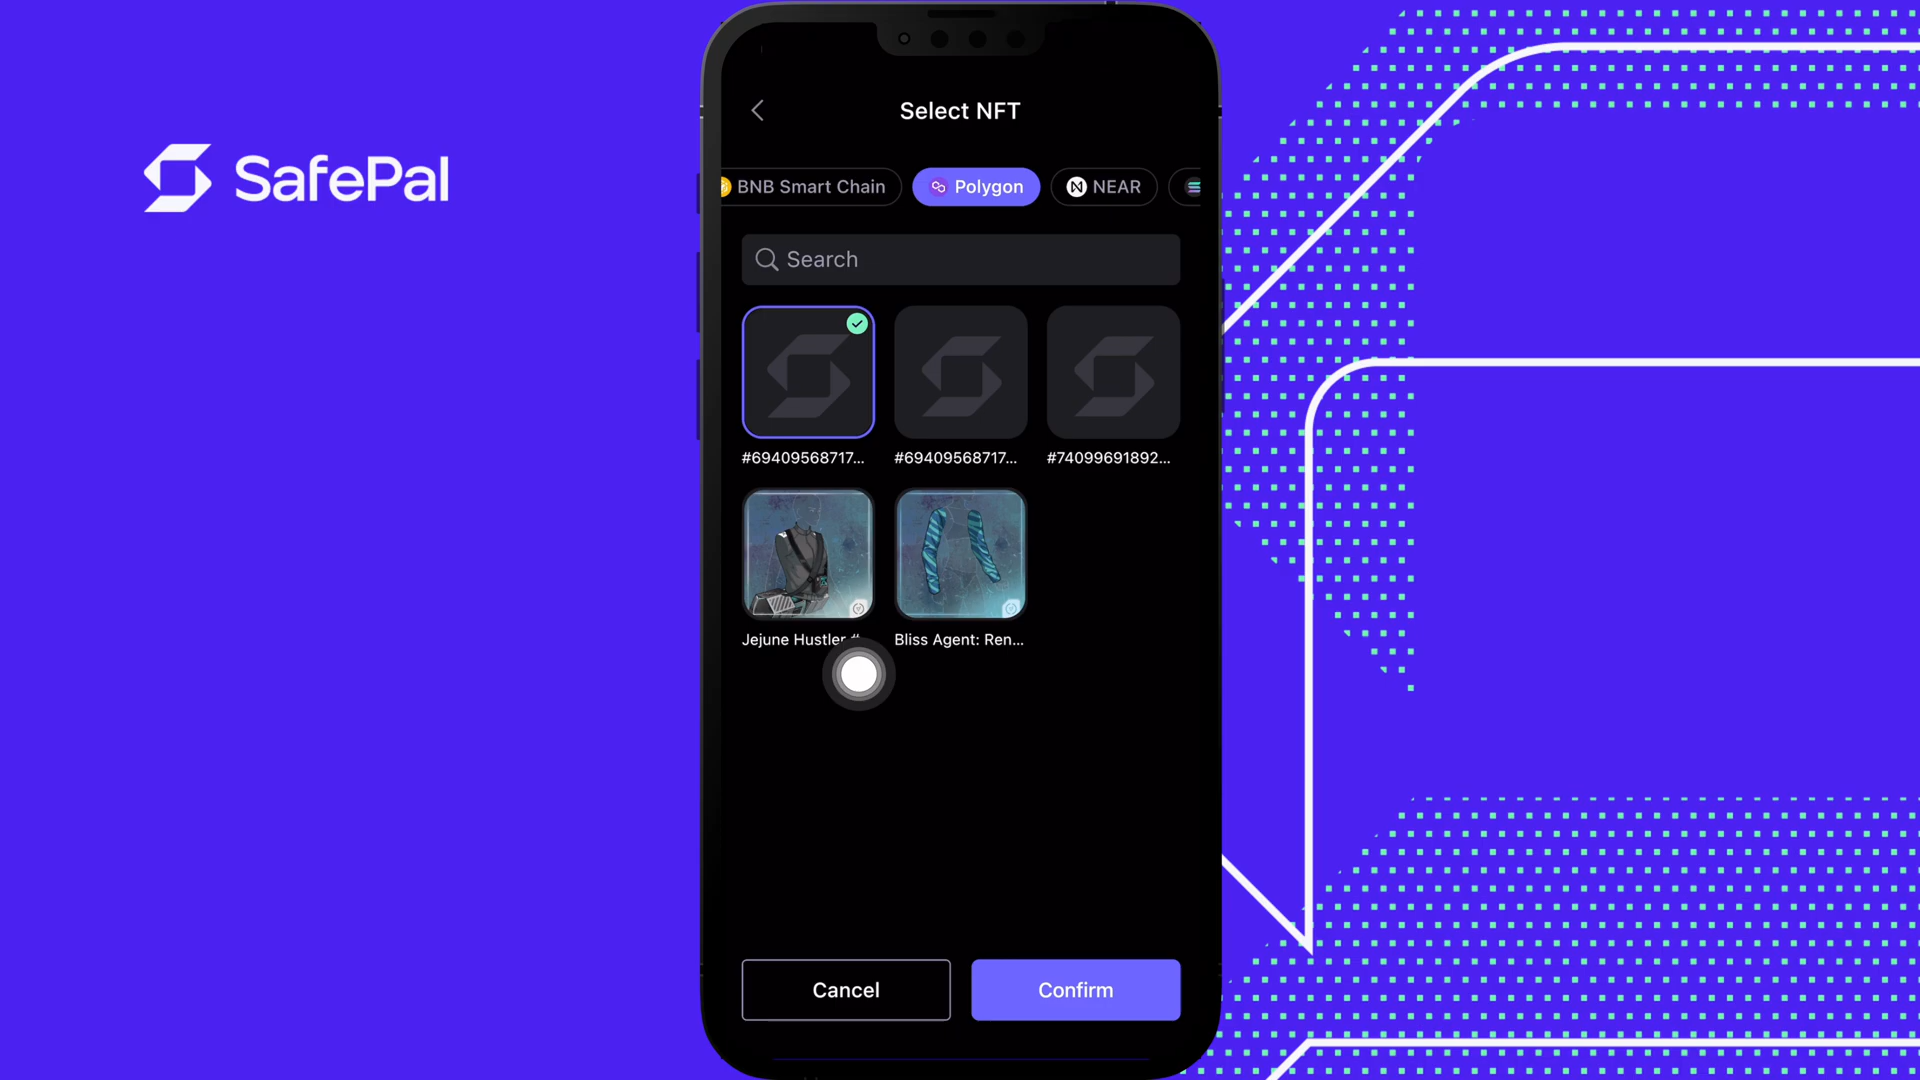 SafePal
Select NFT
BNB Smart Chain
Polygon
NEAR
Search
#69409568717...
#69409568717...
#74099691892...
Jejune Hustler #
Bliss Agent: Ren...
Cancel
Confirm